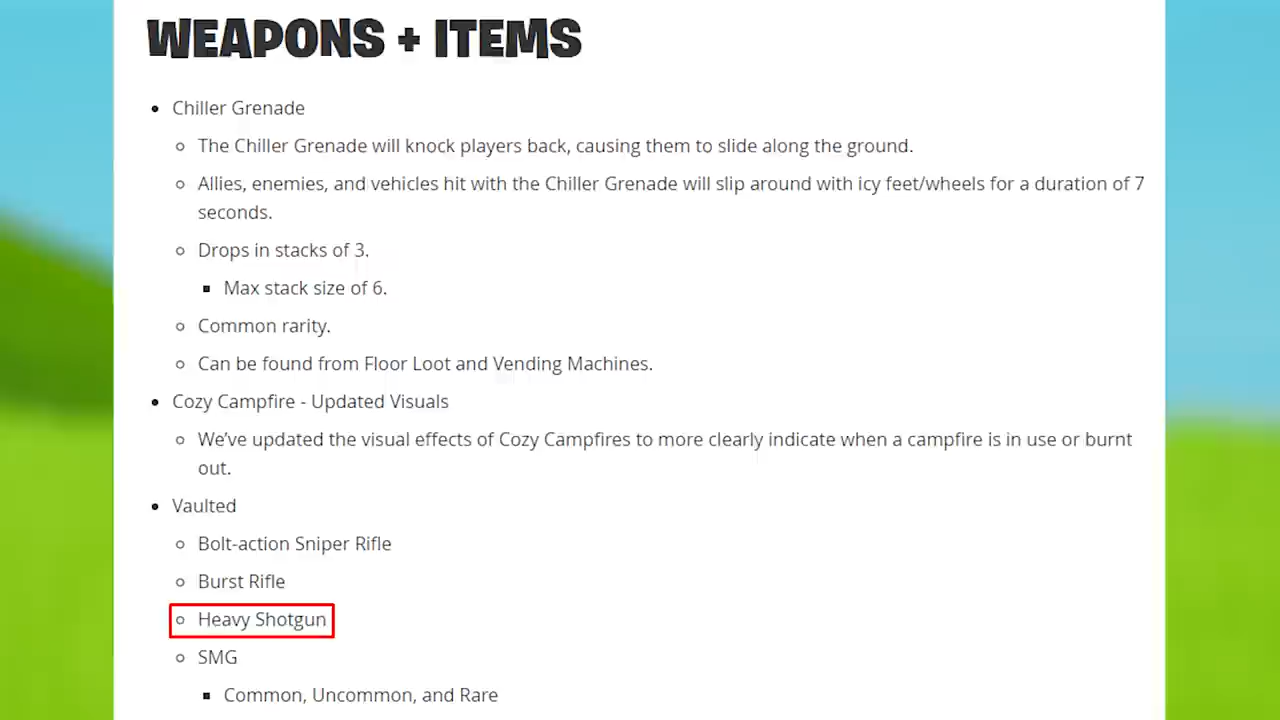 WEAPONS + ITEMS
Chiller Grenade
The Chiller Grenade will knock players back, causing them to slide along the ground.
Allies, enemies, and vehicles hit with the Chiller Grenade will slip around with icy feet/wheels for a duration of 7
seconds.
Drops in stacks of 3.
Max stack size of 6.
Common rarity.
Can be found from Floor Loot and Vending Machines.
Cozy Campfire - Updated Visuals
We’ve updated the visual effects of Cozy Campfires to more clearly indicate when a campfire is in use or burnt
out.
Vaulted
Bolt-action Sniper Rifle
Burst Rifle
Heavy Shotgun
SMG
Common, Uncommon, and Rare